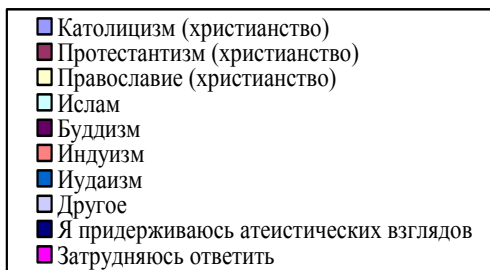 Католицизм (христианство)
Протестантизм (христианство)
Православие (христианство)
Ислам
Буддизм
Индуизм
Иудаизм
Другое
Я придерживаюсь атеистических взглядов
Затрудняюсь ответить